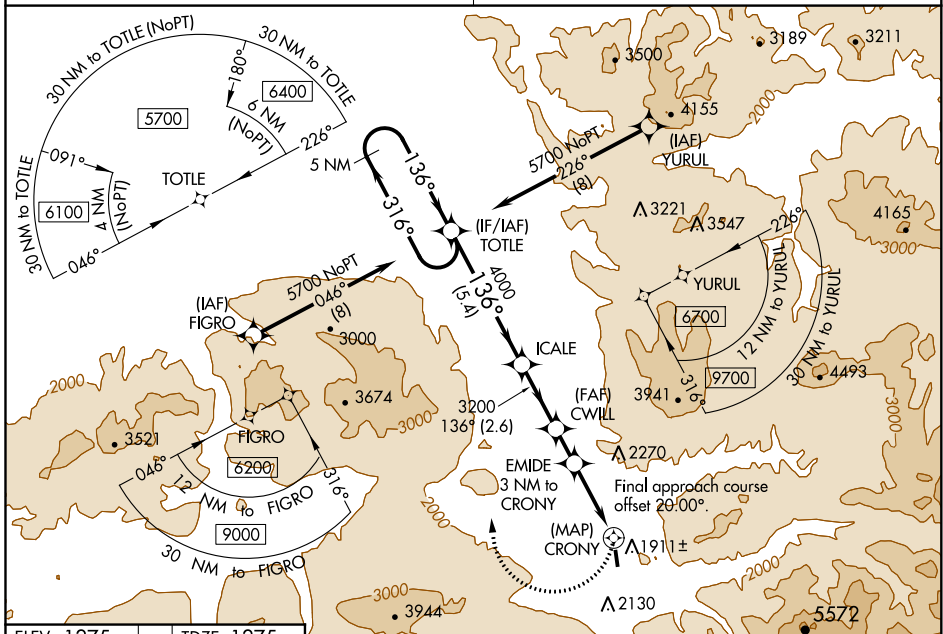 30 NM to TOTLE (NoPT)
30 NM to TOTLE
180°
6400
5700
6 NM
(NoPT)
226°
091°
TOTLE
4 NM
(NoPT)
6100
30 NM to TOTLE
046°
5 NM
136°
316°
(IF/IAF)
TOTLE
3500
3189
3211
2000
4155
(IAF)
YURUL
5700 NoPT
226°
(8)
3221
3547
4165
3000
226°
YURUL
6700
12 NM to YURUL
30 NM to YURUL
9700
316°
3941
4493
3000
5700 NoPT
046°
(8)
(IAF)
FIGRO
3000
4000
136°
(5.4)
ICALE
2000
3674
3000
3521
3200
136° (2.6)
(FAF)
CWILL
FIGRO
046°
6200
12 NM to FIGRO
316°
9000
30 NM to FIGRO
EMIDE
3 NM to
CRONY
2270
Final approach course
offset 20.00°.
2000
(MAP)
CRONY
1911±
2000
3000
3944
2130
5572
ELEV 1275
TDZE 1275